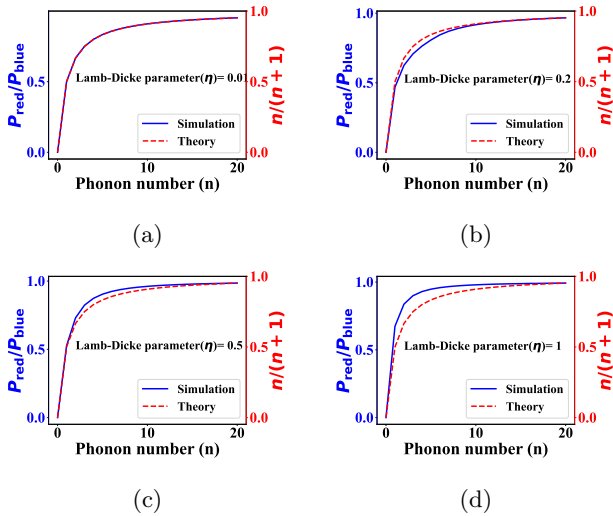 1.0
0.5
0.5
0.0
0.0
0
10
20
P_red/P_blue
n/(n + 1)
Lamb-Dicke parameter(η)= 0.01
Simulation
Theory
Phonon number (n)
(a)
1.0
0.5
0.5
0.0
0.0
0
10
20
P_red/P_blue
n/(n + 1)
Lamb-Dicke parameter(η)= 0.2
Simulation
Theory
Phonon number (n)
(b)
1.0
1.0
0.5
0.5
0.0
0.0
0
10
20
P_red/P_blue
n/(n + 1)
Lamb-Dicke parameter(η)= 0.5
Simulation
Theory
Phonon number (n)
(c)
1.0
1.0
0.5
0.5
0.0
0.0
0
10
20
P_red/P_blue
n/(n + 1)
Lamb-Dicke parameter(η)= 1
Simulation
Theory
Phonon number (n)
(d)